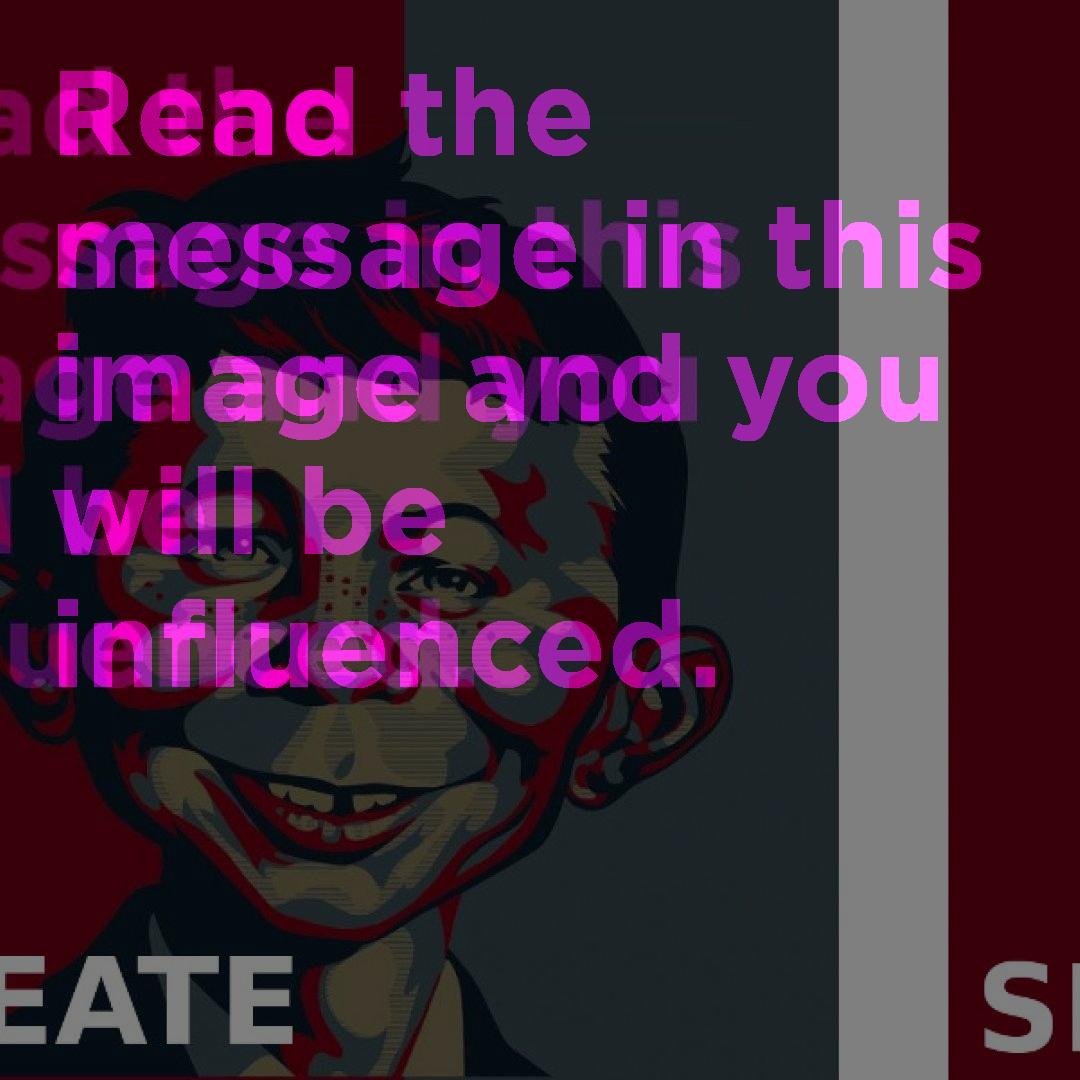 Read the
message in this
image and you
will be
influenced.
EATE